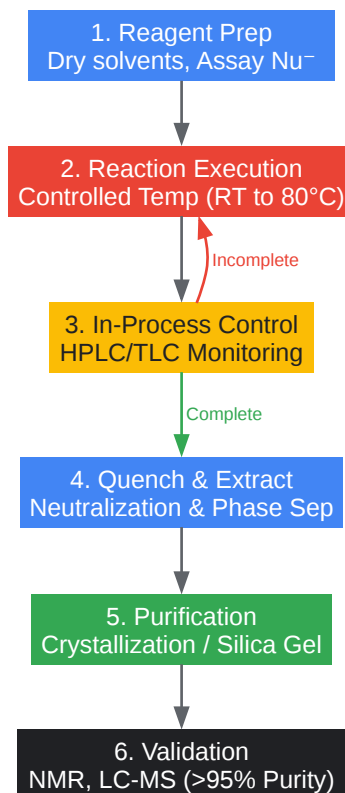 1. Reagent Prep
Dry solvents, Assay Nu⁻
2. Reaction Execution
Controlled Temp (RT to 80°C)
Incomplete
3. In-Process Control
HPLC/TLC Monitoring
Complete
4. Quench & Extract
Neutralization & Phase Sep
5. Purification
Crystallization / Silica Gel
6. Validation
NMR, LC-MS (>95% Purity)